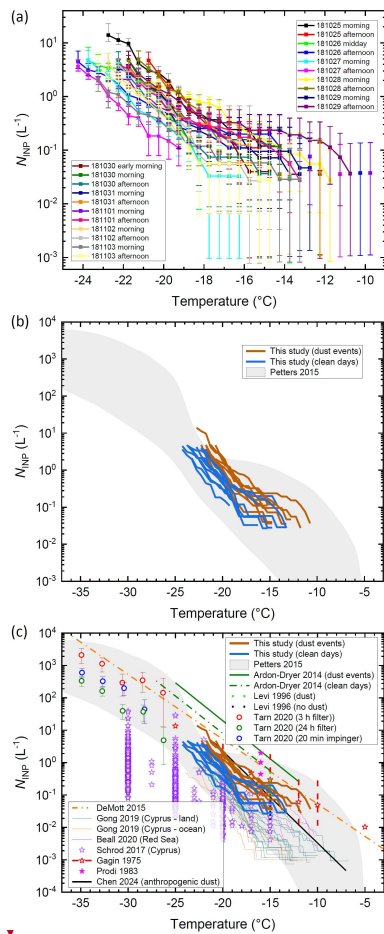 (a)
10¹
10⁰
10⁻¹
10⁻²
10⁻³
N_INP (L⁻¹)
181025 morning
181025 afternoon
181026 midday
181026 afternoon
181027 morning
181027 afternoon
181028 morning
181028 afternoon
181029 morning
181029 afternoon
181030 early morning
181030 morning
181030 afternoon
181031 morning
181031 afternoon
181101 morning
181101 afternoon
181102 morning
181102 afternoon
181103 morning
181103 afternoon
-24 -22 -20 -18 -16 -14 -12 -10
Temperature (°C)
(b)
10⁴
10³
10²
10¹
10⁰
10⁻¹
10⁻²
10⁻³
N_INP (L⁻¹)
This study (dust events)
This study (clean days)
Petters 2015
-35 -30 -25 -20 -15 -10 -5
Temperature (°C)
(c)
10⁴
10³
10²
10¹
10⁰
10⁻¹
10⁻²
10⁻³
10⁻⁴
N_INP (L⁻¹)
This study (dust events)
This study (clean days)
Petters 2015
Ardon-Dryer 2014 (dust events)
Ardon-Dryer 2014 (clean days)
Levi 1996 (dust)
Levi 1996 (no dust)
Tarn 2020 (3 h filter))
Tarn 2020 (24 h filter)
Tarn 2020 (20 min impinger)
DeMott 2015
Gong 2019 (Cyprus - land)
Gong 2019 (Cyprus - ocean)
Beall 2020 (Red Sea)
Schrod 2017 (Cyprus)
Gagin 1975
Prodi 1983
Chen 2024 (anthropogenic dust)
-35 -30 -25 -20 -15 -10 -5
Temperature (°C)